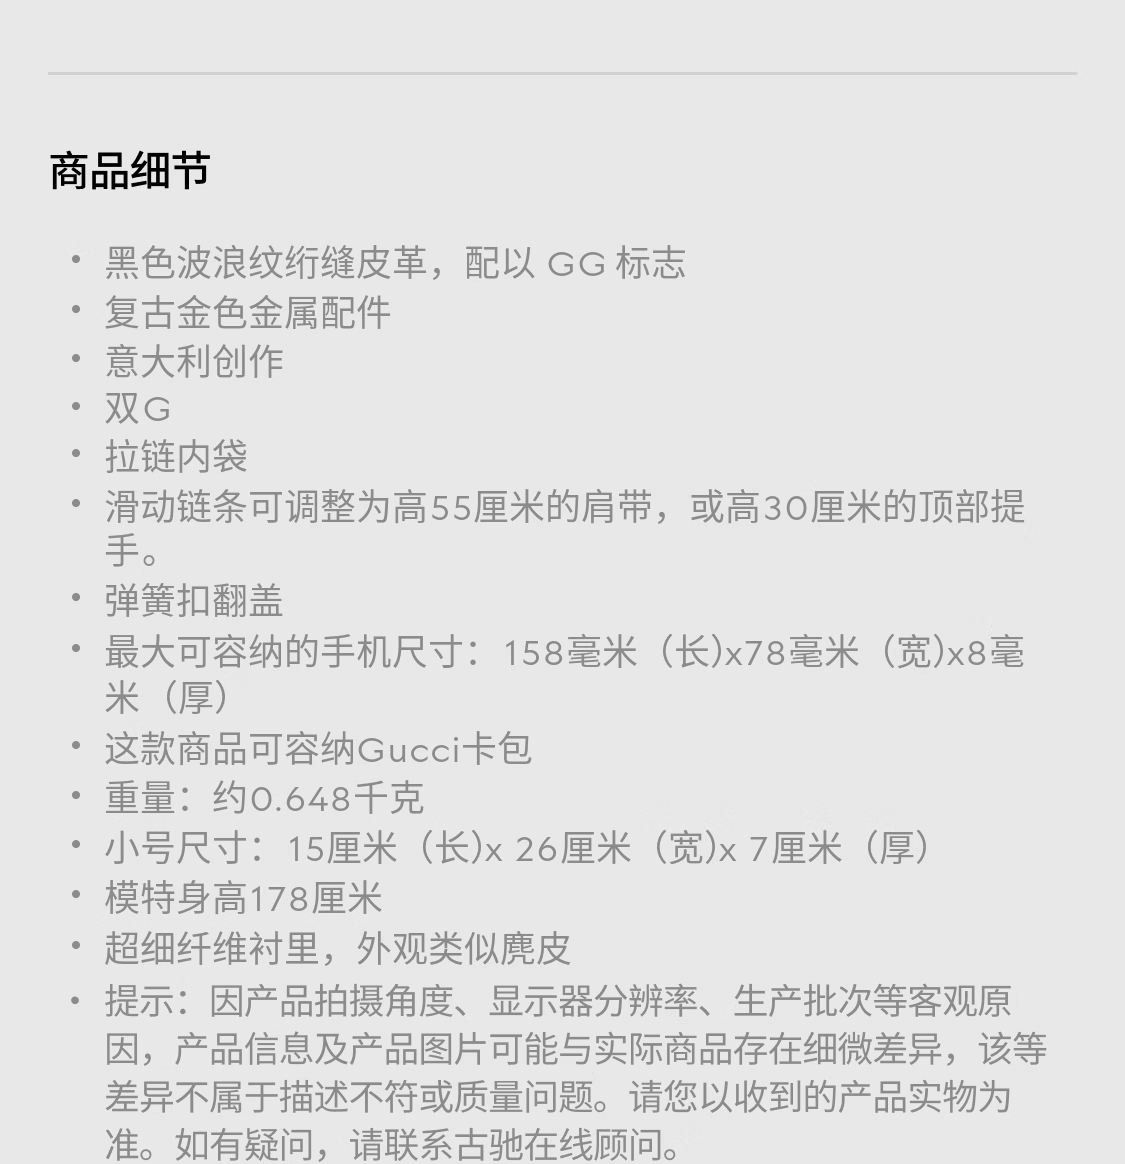 商品细节
• 黑色波浪纹绗缝皮革，配以 GG 标志
• 复古金色金属配件
• 意大利创作
• 双G
• 拉链内袋
• 滑动链条可调整为高55厘米的肩带，或高30厘米的顶部提
手。
• 弹簧扣翻盖
• 最大可容纳的手机尺寸：158毫米（长)x78毫米（宽)x8毫
米（厚）
• 这款商品可容纳Gucci卡包
• 重量：约0.648千克
• 小号尺寸：15厘米（长)x 26厘米（宽)x 7厘米（厚）
• 模特身高178厘米
• 超细纤维衬里，外观类似麂皮
• 提示：因产品拍摄角度、显示器分辨率、生产批次等客观原
因，产品信息及产品图片可能与实际商品存在细微差异，该等
差异不属于描述不符或质量问题。请您以收到的产品实物为
准。如有疑问，请联系古驰在线顾问。